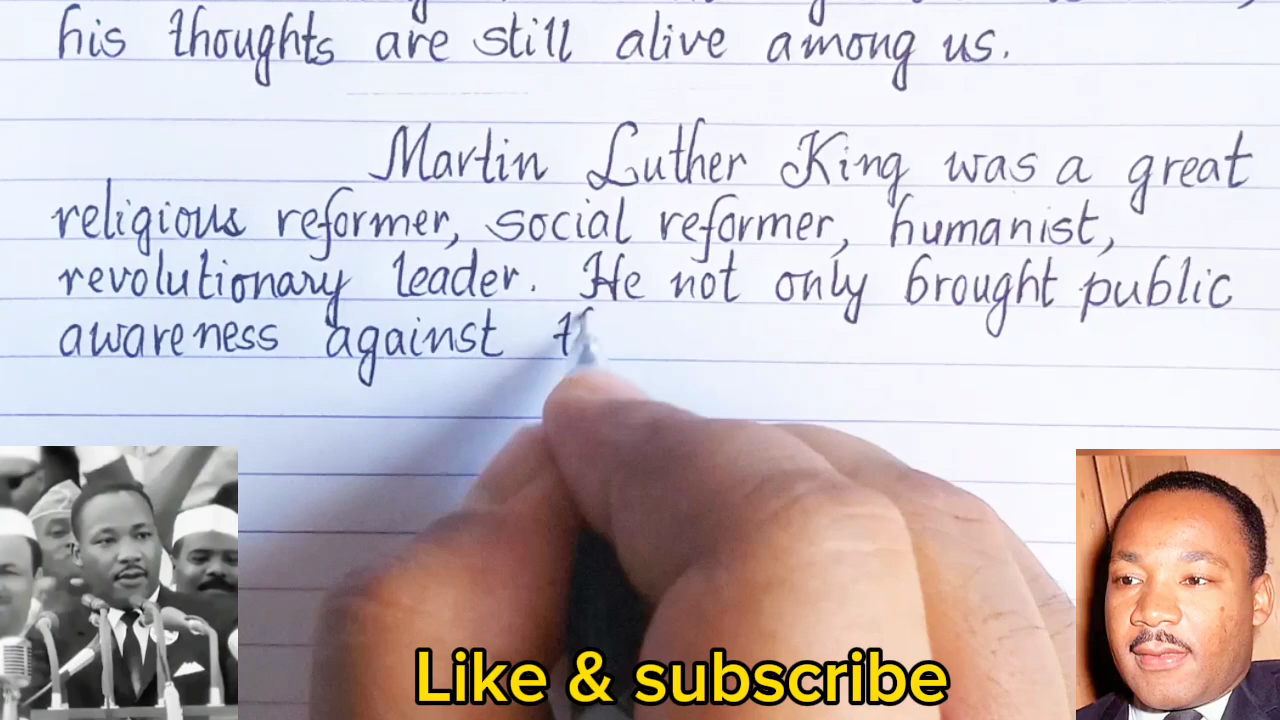 his thoughts are still alive among us.
Martin Luther King was a great
religious reformer, social reformer, humanist,
revolutionary leader. He not only brought public
awareness against
Like & subscribe